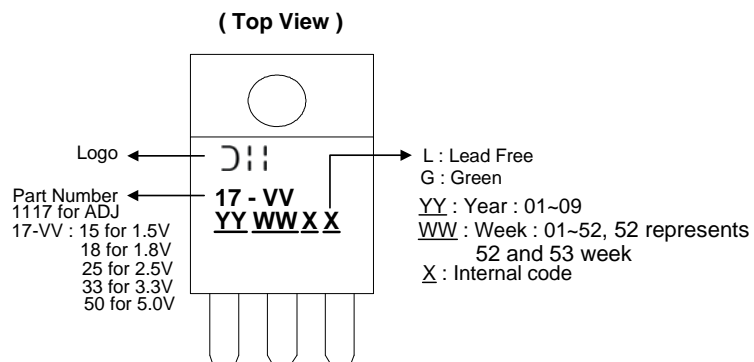 ( Top View )
Logo
Part Number
1117 for ADJ
17-VV : 15 for 1.5V
18 for 1.8V
25 for 2.5V
33 for 3.3V
50 for 5.0V
17 - VV
YY WW X X
L : Lead Free
G : Green
YY : Year : 01~09
WW : Week : 01~52, 52 represents
52 and 53 week
X : Internal code